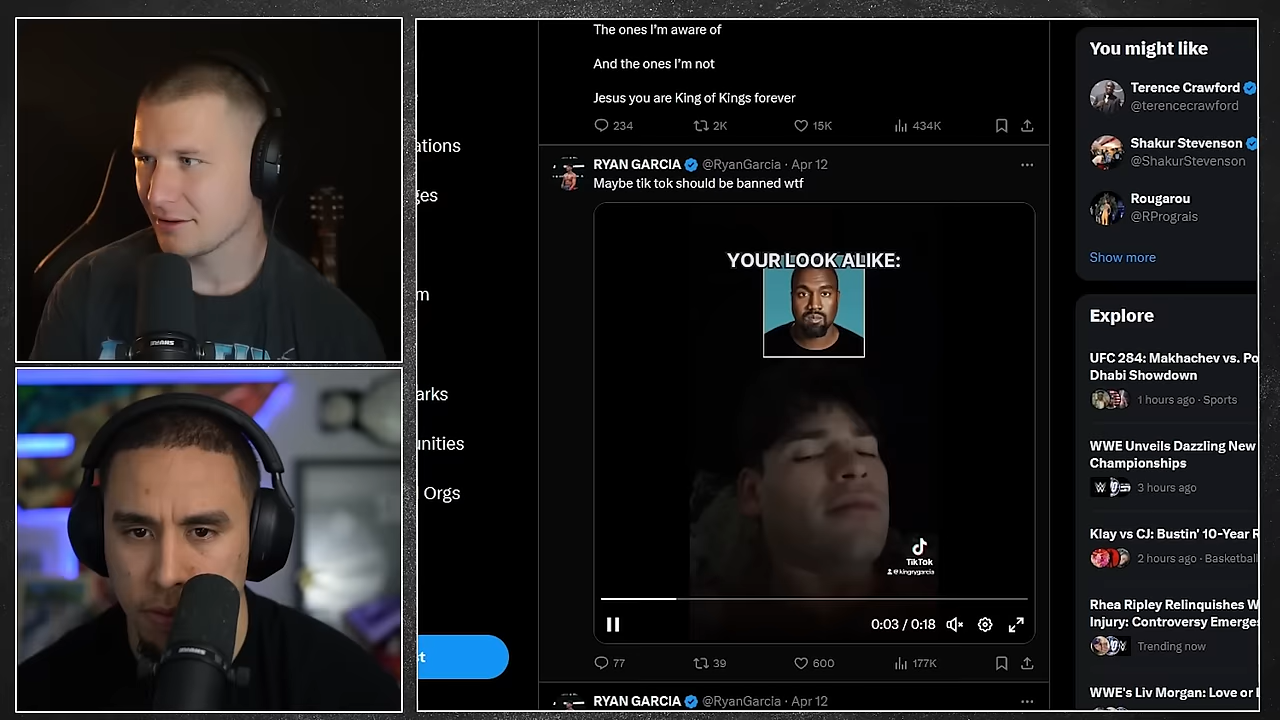 The ones I'm aware of
And the ones I'm not
Jesus you are King of Kings forever
234 2K 15K 434K
RYAN GARCIA @RyanGarcia · Apr 12
Maybe tik tok should be banned wtf
YOUR LOOK ALIKE:
TikTok
@kingrygarcia
0:03 / 0:18
77 39 600 177K
RYAN GARCIA @RyanGarcia · Apr 12
ations
ges
m
arks
unities
Orgs
t
You might like
Terence Crawford
@terencecrawford
Shakur Stevenson
@ShakurStevenson
Rougarou
@RPrograis
Show more
Explore
UFC 284: Makhachev vs. Po
Dhabi Showdown
1 hours ago · Sports
WWE Unveils Dazzling New
Championships
3 hours ago
Klay vs CJ: Bustin' 10-Year R
2 hours ago · Basketball
Rhea Ripley Relinquishes W
Injury: Controversy Emerge
Trending now
WWE's Liv Morgan: Love or